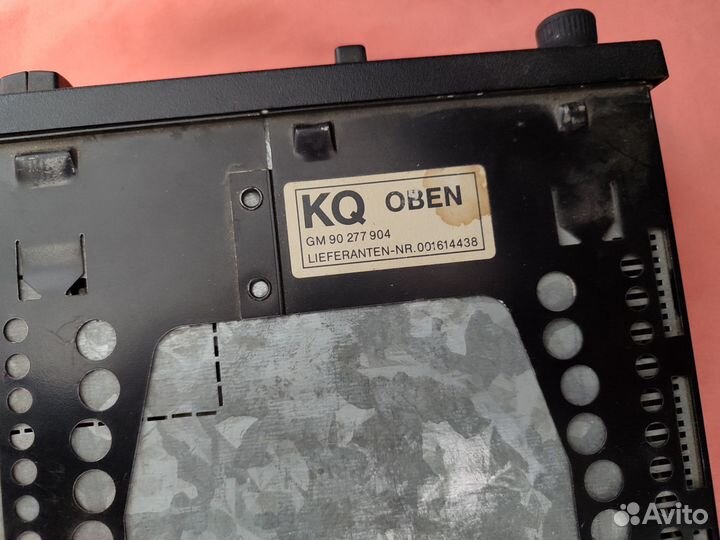 KQ OBEN
GM 90 277 904
LIEFERANTEN-NR. 001614438
Avito